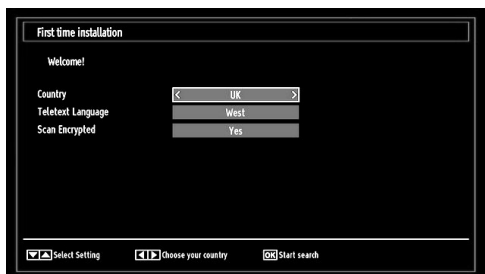 First time installation
Welcome!
Country < UK >
Teletext Language West
Scan Encrypted Yes
Select Setting Choose your country OK Start search